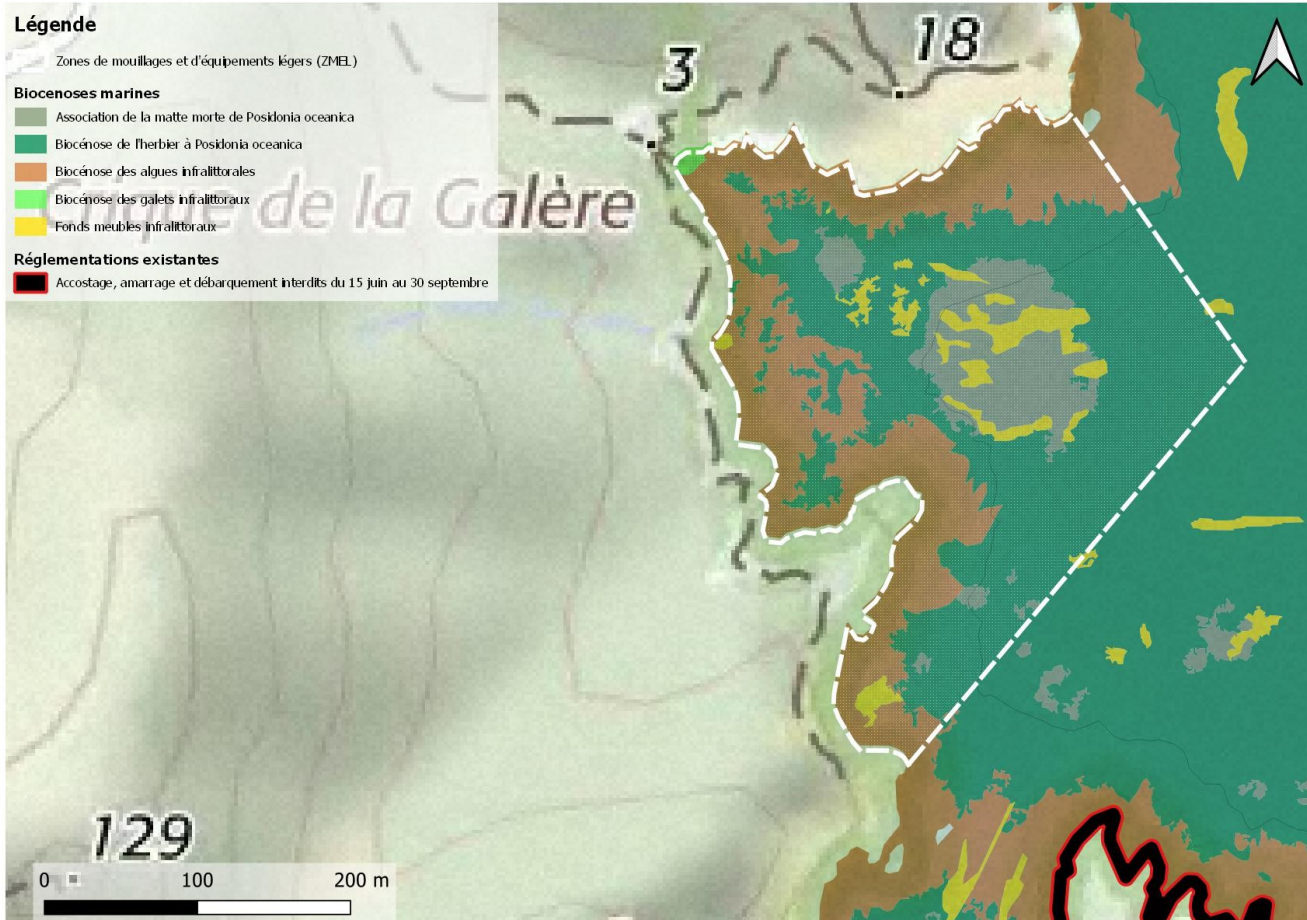 Légende
Zones de mouillages et d'équipements légers (ZMEL)
Biocenoses marines
Association de la matte morte de Posidonia oceanica
Biocénose de l'herbier à Posidonia oceanica
Biocénose des algues infralittorales
Biocénose des galets infralittoraux
Fonds meubles infralittoraux
Réglementations existantes
Accostage, amarrage et débarquement interdits du 15 juin au 30 septembre
3
18
Crique de la Galère
129
0 100 200 m